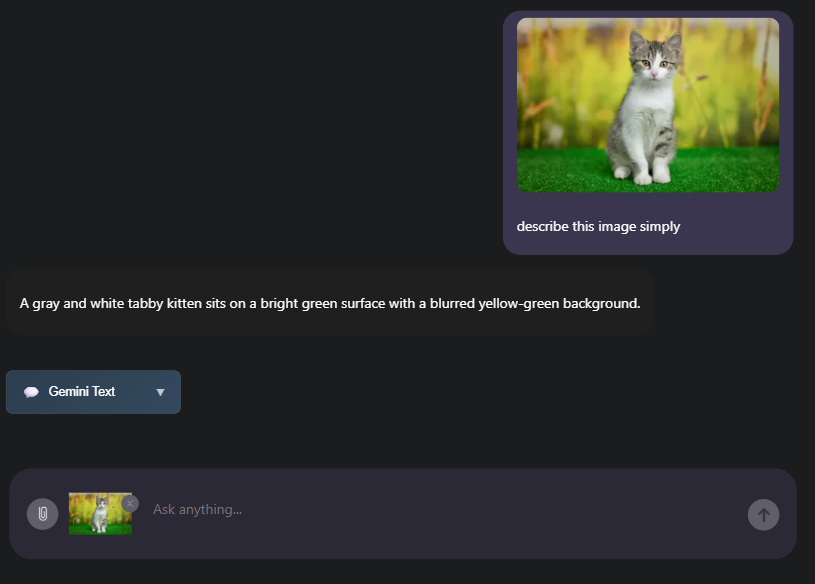 describe this image simply
A gray and white tabby kitten sits on a bright green surface with a blurred yellow-green background.
Gemini Text
Ask anything...